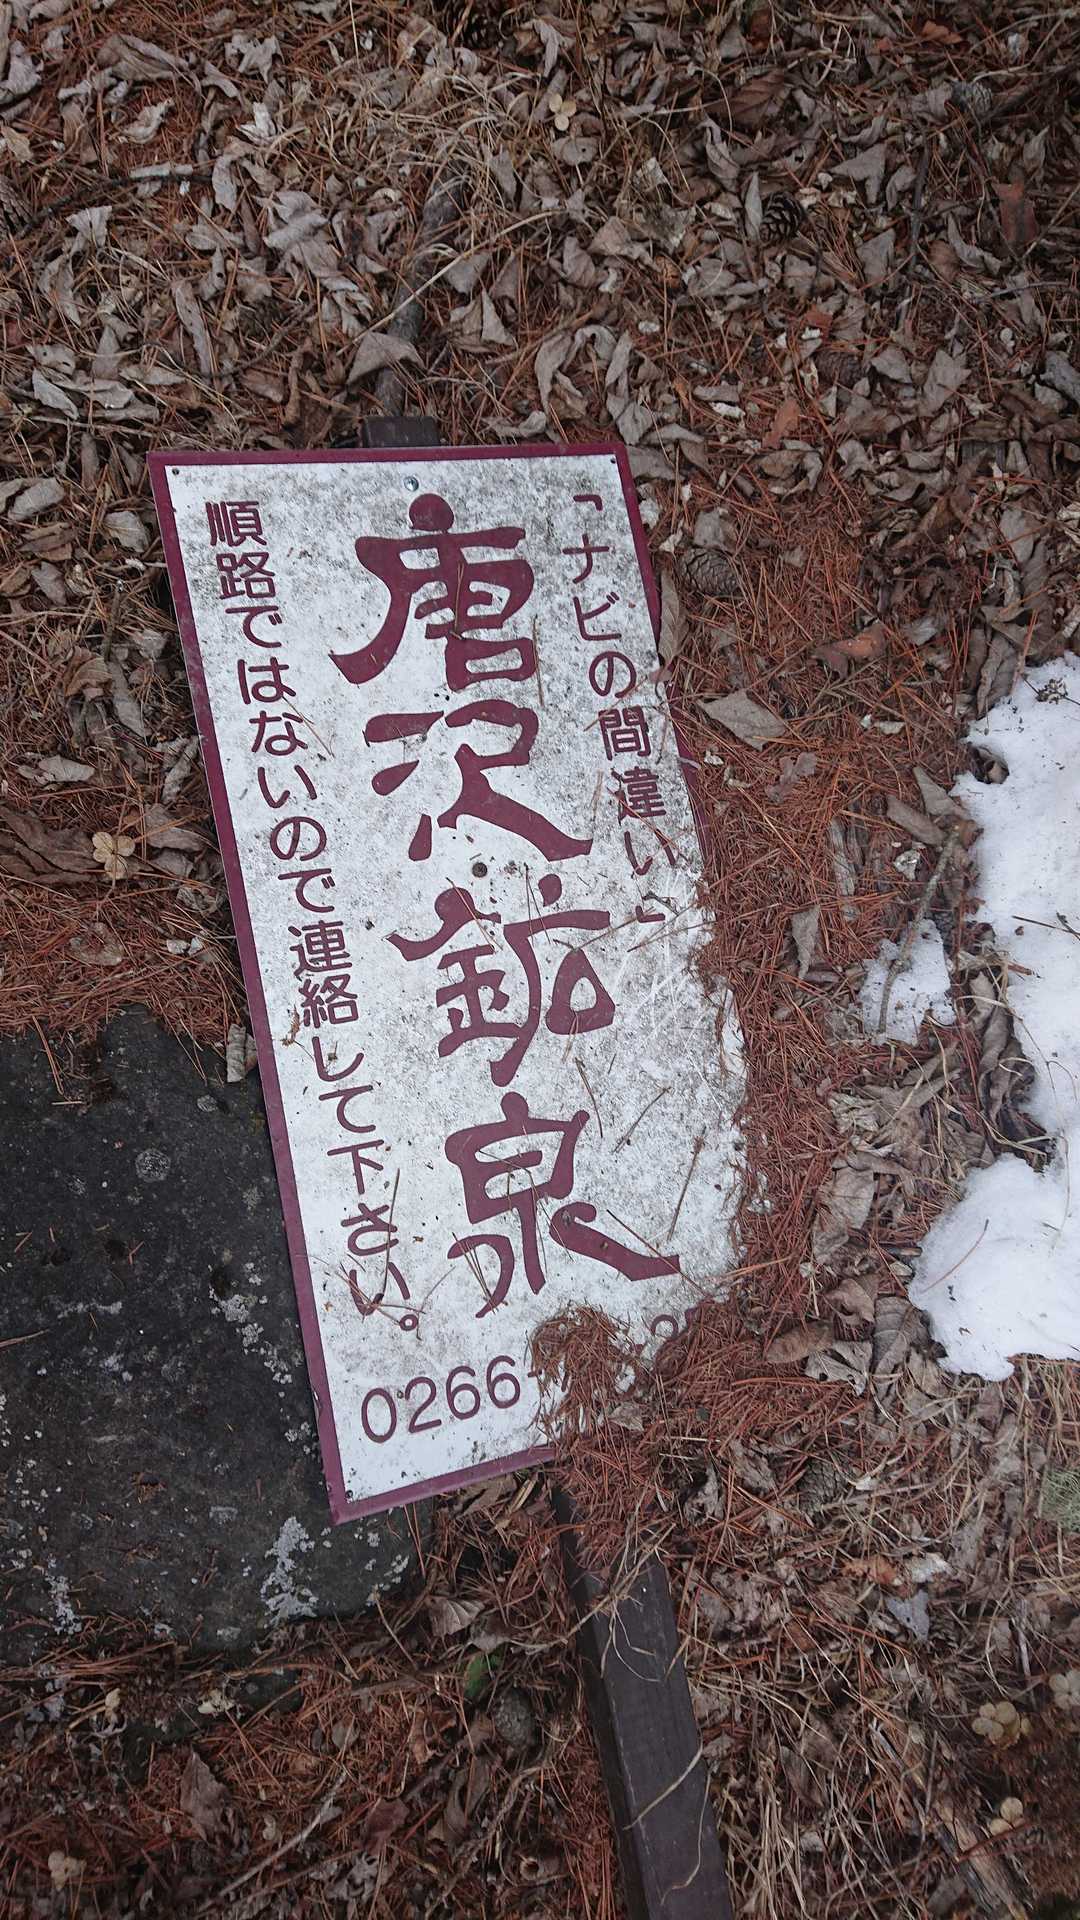 「ナビの間違い」
唐沢鉱泉
順路ではないので連絡して下さい。
0266